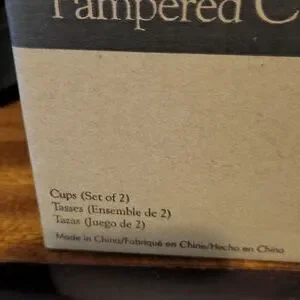 Pampered C
Cups (Set of 2)
Tasses (Ensemble de 2)
Tazas (Juego de 2)
Made in China/Fabriqué en Chine/Hecho en Chino